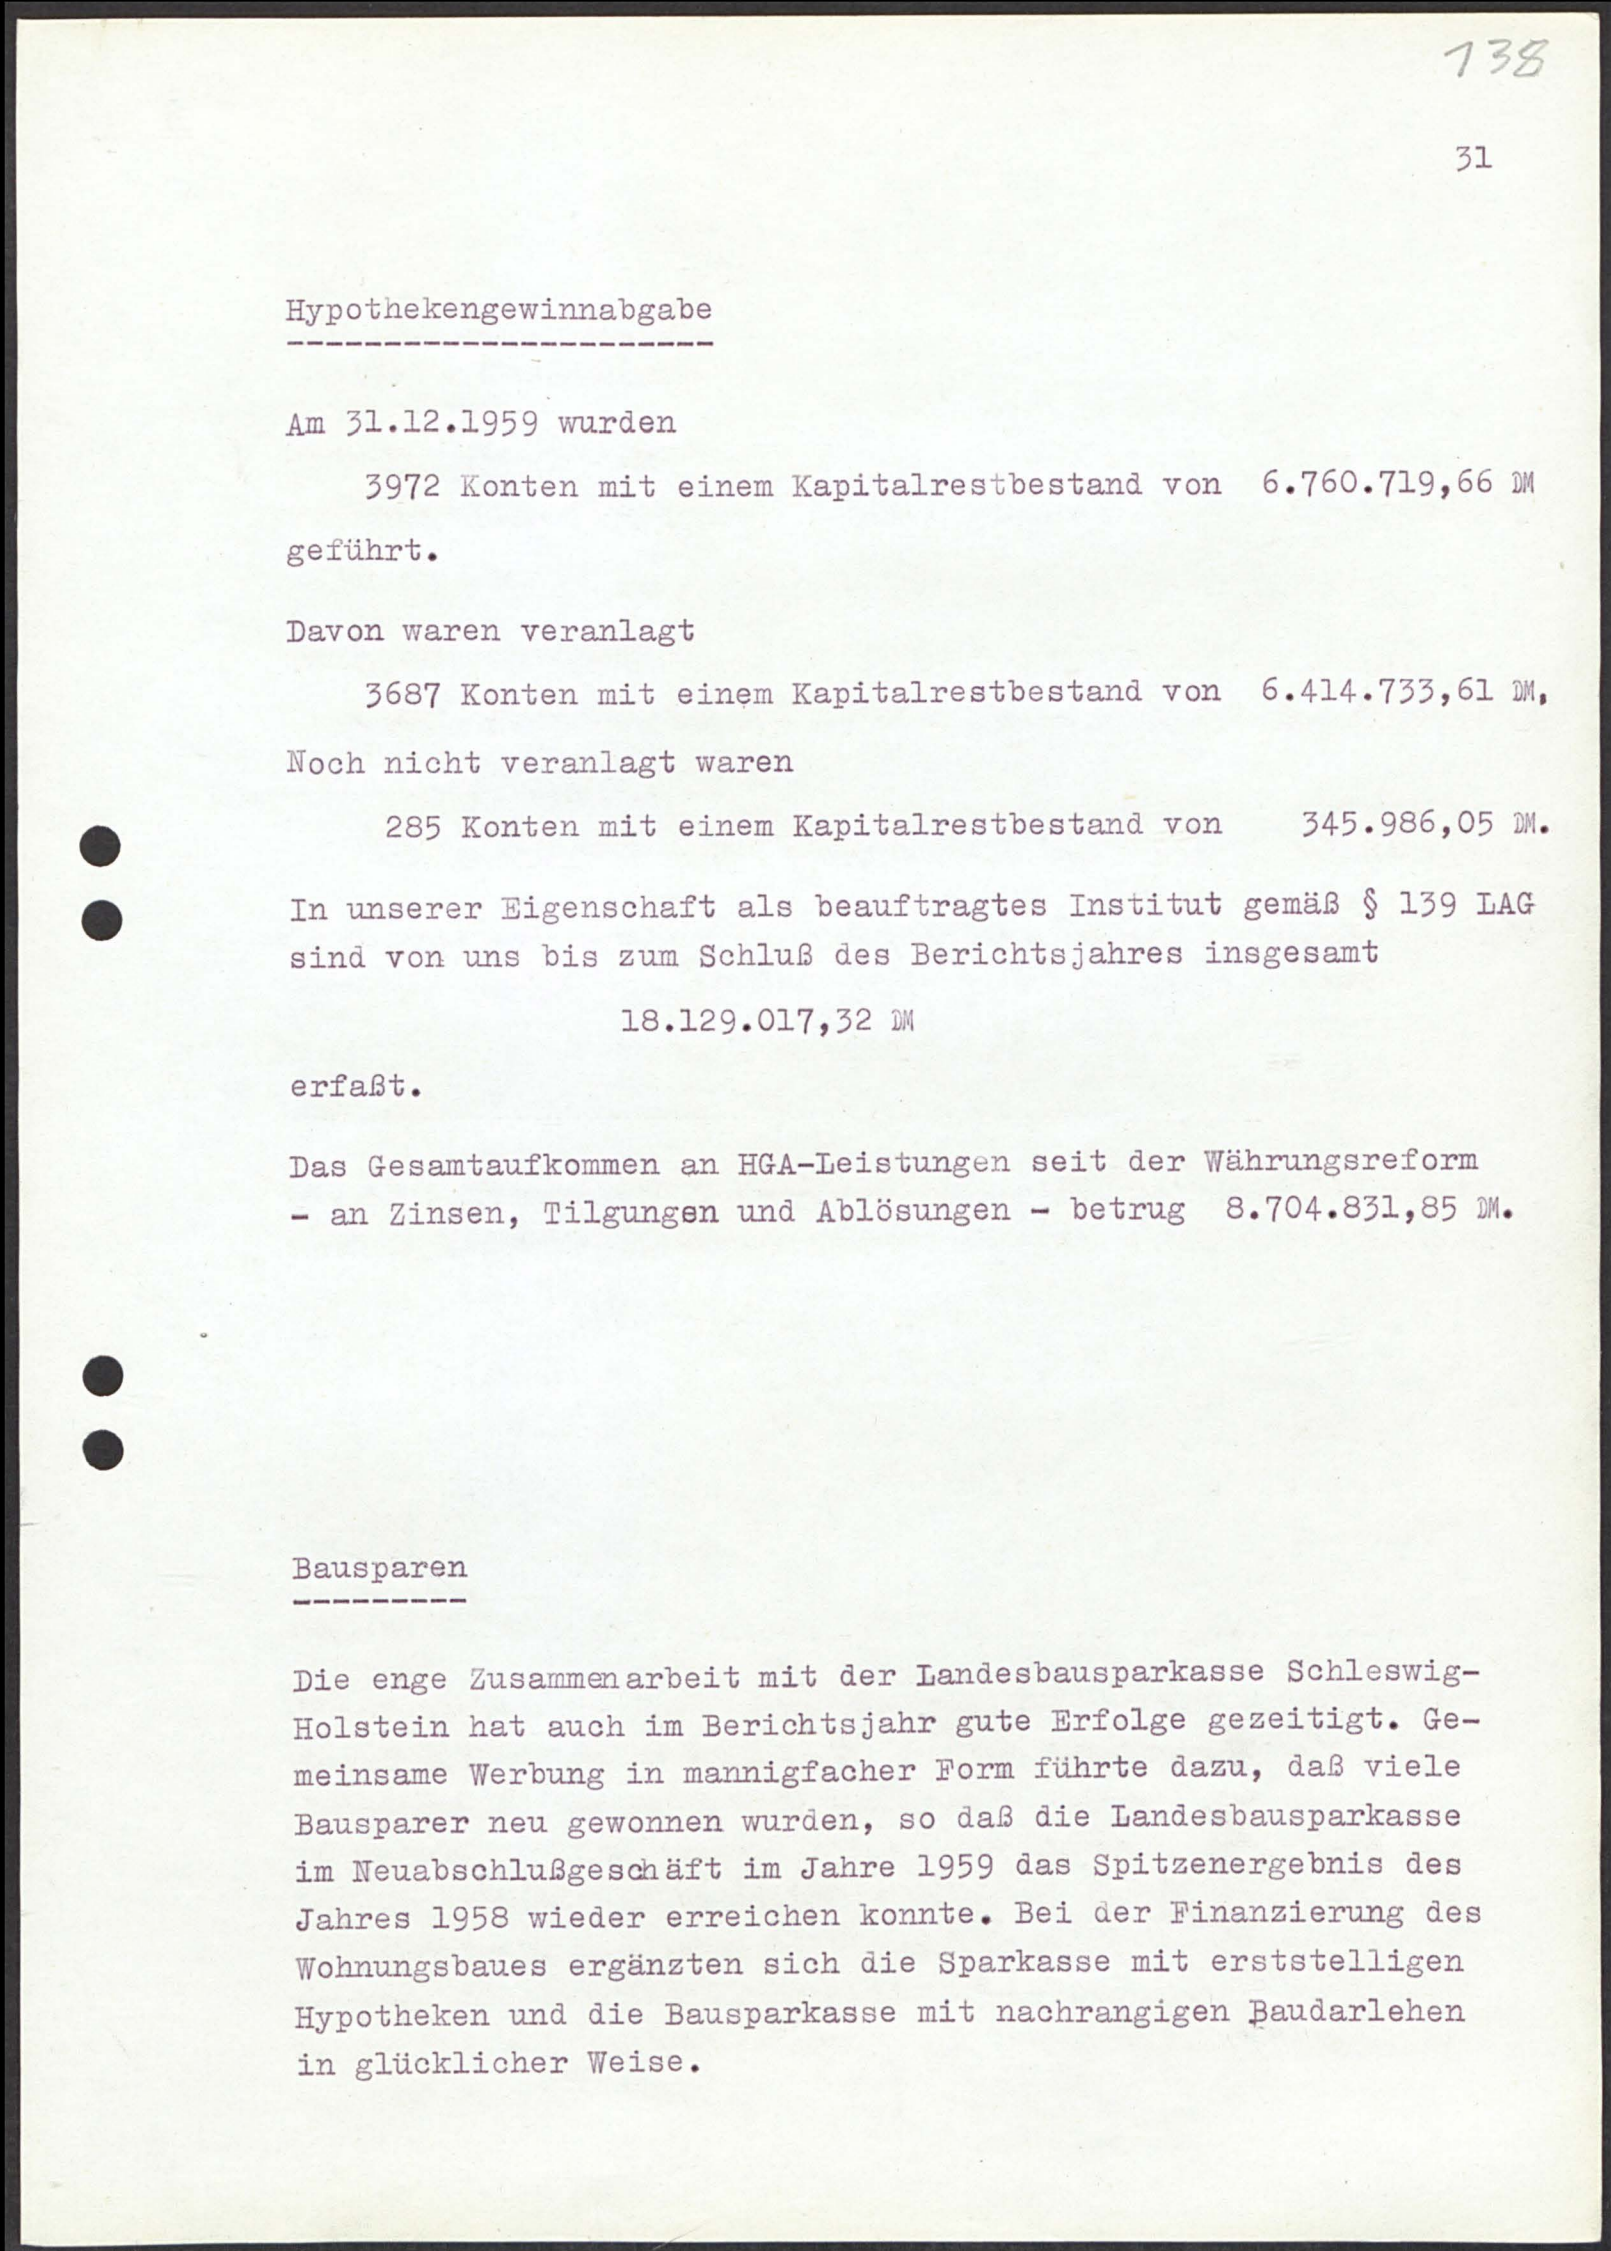 138
31
Hypothekengewinnabgabe
----------------------
Am 31.12.1959 wurden
3972 Konten mit einem Kapitalrestbestand von 6.760.719,66 DM
geführt.
Davon waren veranlagt
3687 Konten mit einem Kapitalrestbestand von 6.414.733,61 DM,
Noch nicht veranlagt waren
285 Konten mit einem Kapitalrestbestand von 345.986,05 DM.
In unserer Eigenschaft als beauftragtes Institut gemäß § 139 LAG
sind von uns bis zum Schluß des Berichtsjahres insgesamt
18.129.017,32 DM
erfaßt.
Das Gesamtaufkommen an HGA-Leistungen seit der Währungsreform
- an Zinsen, Tilgungen und Ablösungen - betrug 8.704.831,85 DM.
Bausparen
---------
Die enge Zusammenarbeit mit der Landesbausparkasse Schleswig-
Holstein hat auch im Berichtsjahr gute Erfolge gezeitigt. Ge-
meinsame Werbung in mannigfacher Form führte dazu, daß viele
Bausparer neu gewonnen wurden, so daß die Landesbausparkasse
im Neuabschlußgeschäft im Jahre 1959 das Spitzenergebnis des
Jahres 1958 wieder erreichen konnte. Bei der Finanzierung des
Wohnungsbaues ergänzten sich die Sparkasse mit erststelligen
Hypotheken und die Bausparkasse mit nachrangigen Baudarlehen
in glücklicher Weise.